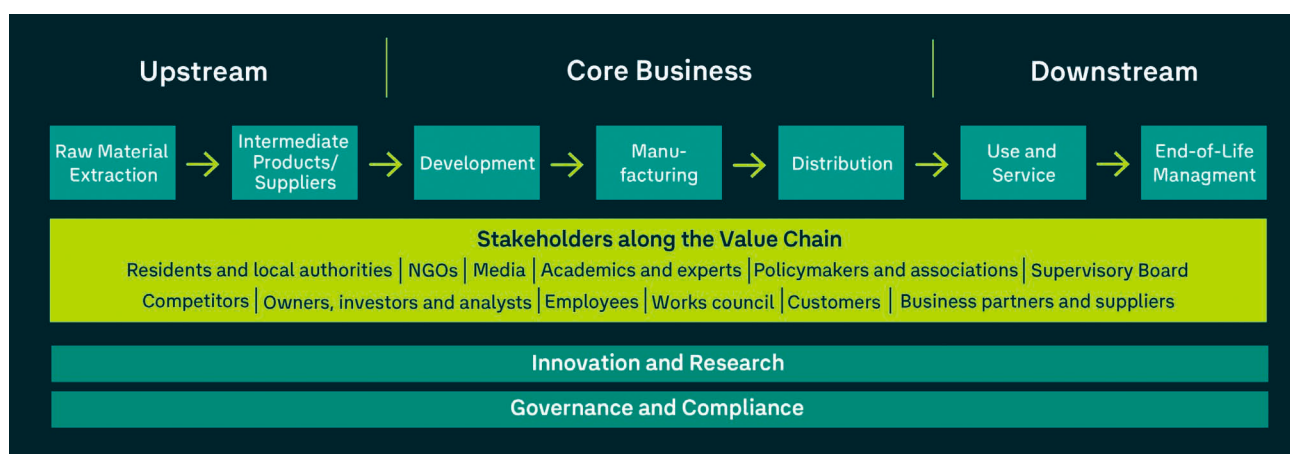 Upstream
Core Business
Downstream
Raw Material
Extraction
Intermediate
Products/
Suppliers
Development
Manu-
facturing
Distribution
Use and
Service
End-of-Life
Managment
Stakeholders along the Value Chain
Residents and local authorities | NGOs | Media | Academics and experts | Policymakers and associations | Supervisory Board
Competitors | Owners, investors and analysts | Employees | Works council | Customers | Business partners and suppliers
Innovation and Research
Governance and Compliance